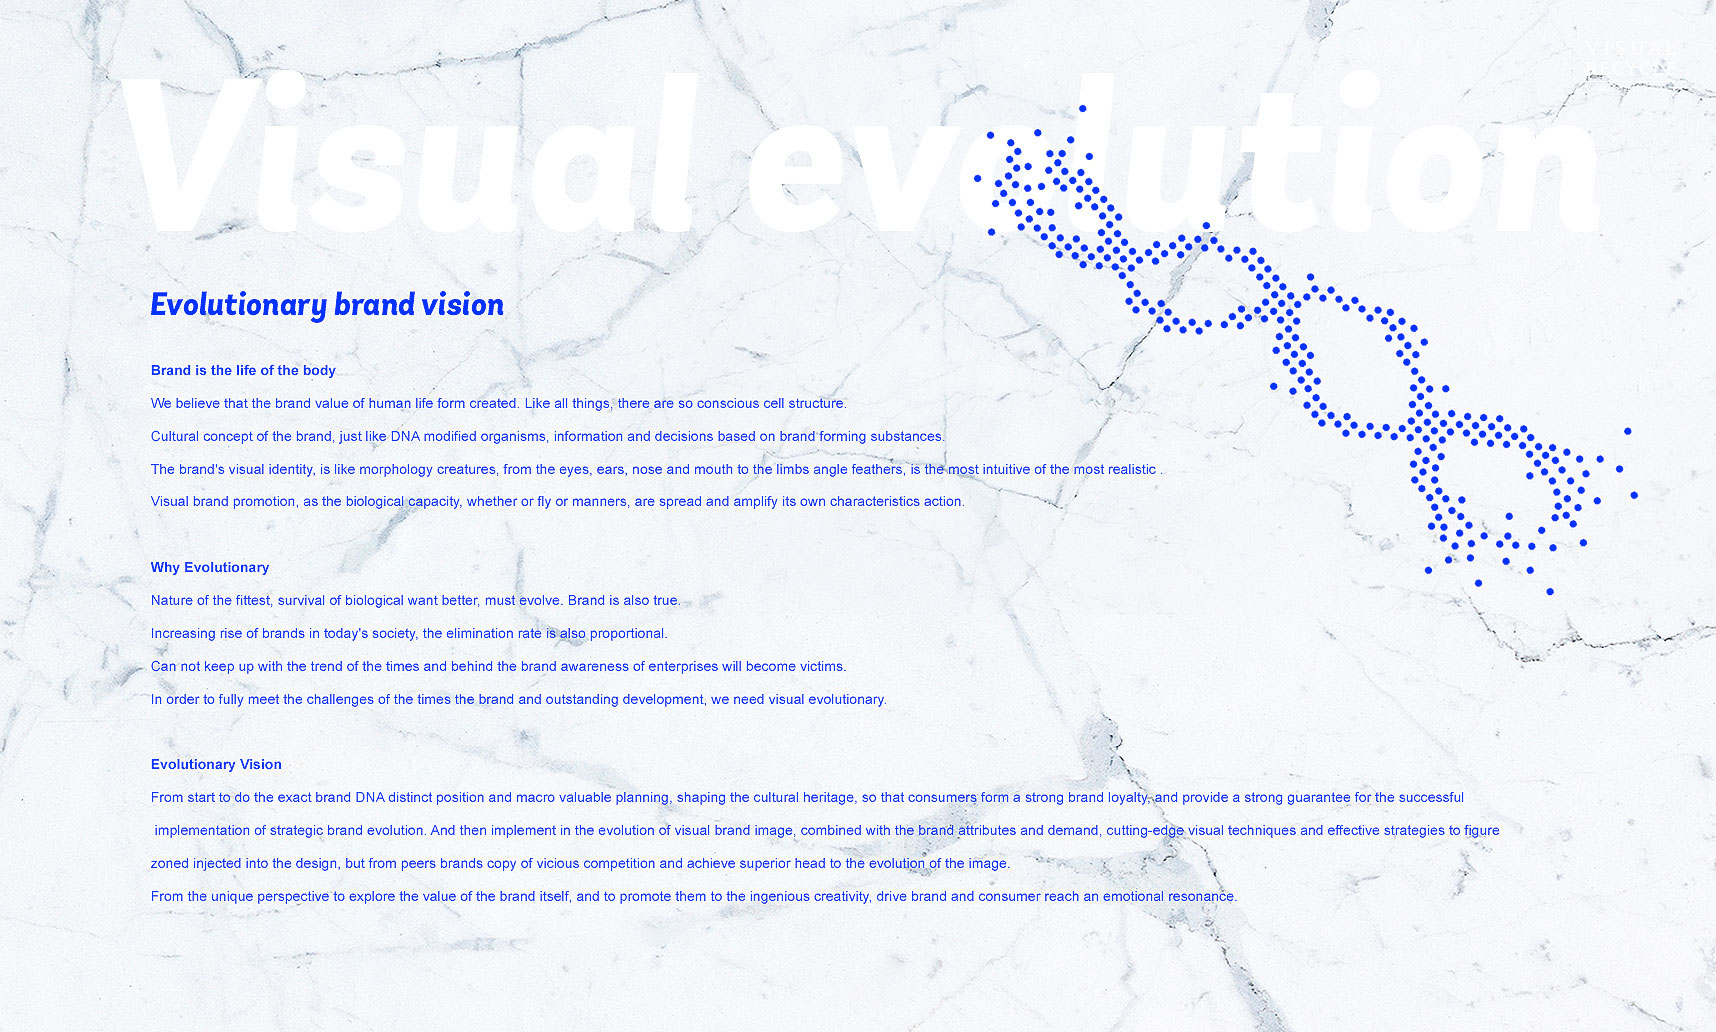 VISUAL
Visual evolution
Evolutionary brand vision
Brand is the life of the body
We believe that the brand value of human life form created. Like all things, there are so conscious cell structure.
Cultural concept of the brand, just like DNA modified organisms, information and decisions based on brand forming substances.
The brand's visual identity, is like morphology creatures, from the eyes, ears, nose and mouth to the limbs angle feathers, is the most intuitive of the most realistic .
Visual brand promotion, as the biological capacity, whether or fly or manners, are spread and amplify its own characteristics action.
Why Evolutionary
Nature of the fittest, survival of biological want better, must evolve. Brand is also true.
Increasing rise of brands in today's society, the elimination rate is also proportional.
Can not keep up with the trend of the times and behind the brand awareness of enterprises will become victims.
In order to fully meet the challenges of the times the brand and outstanding development, we need visual evolutionary.
Evolutionary Vision
From start to do the exact brand DNA distinct position and macro valuable planning, shaping the cultural heritage, so that consumers form a strong brand loyalty, and provide a strong guarantee for the successful
implementation of strategic brand evolution. And then implement in the evolution of visual brand image, combined with the brand attributes and demand, cutting-edge visual techniques and effective strategies to figure
zoned injected into the design, but from peers brands copy of vicious competition and achieve superior head to the evolution of the image.
From the unique perspective to explore the value of the brand itself, and to promote them to the ingenious creativity, drive brand and consumer reach an emotional resonance.